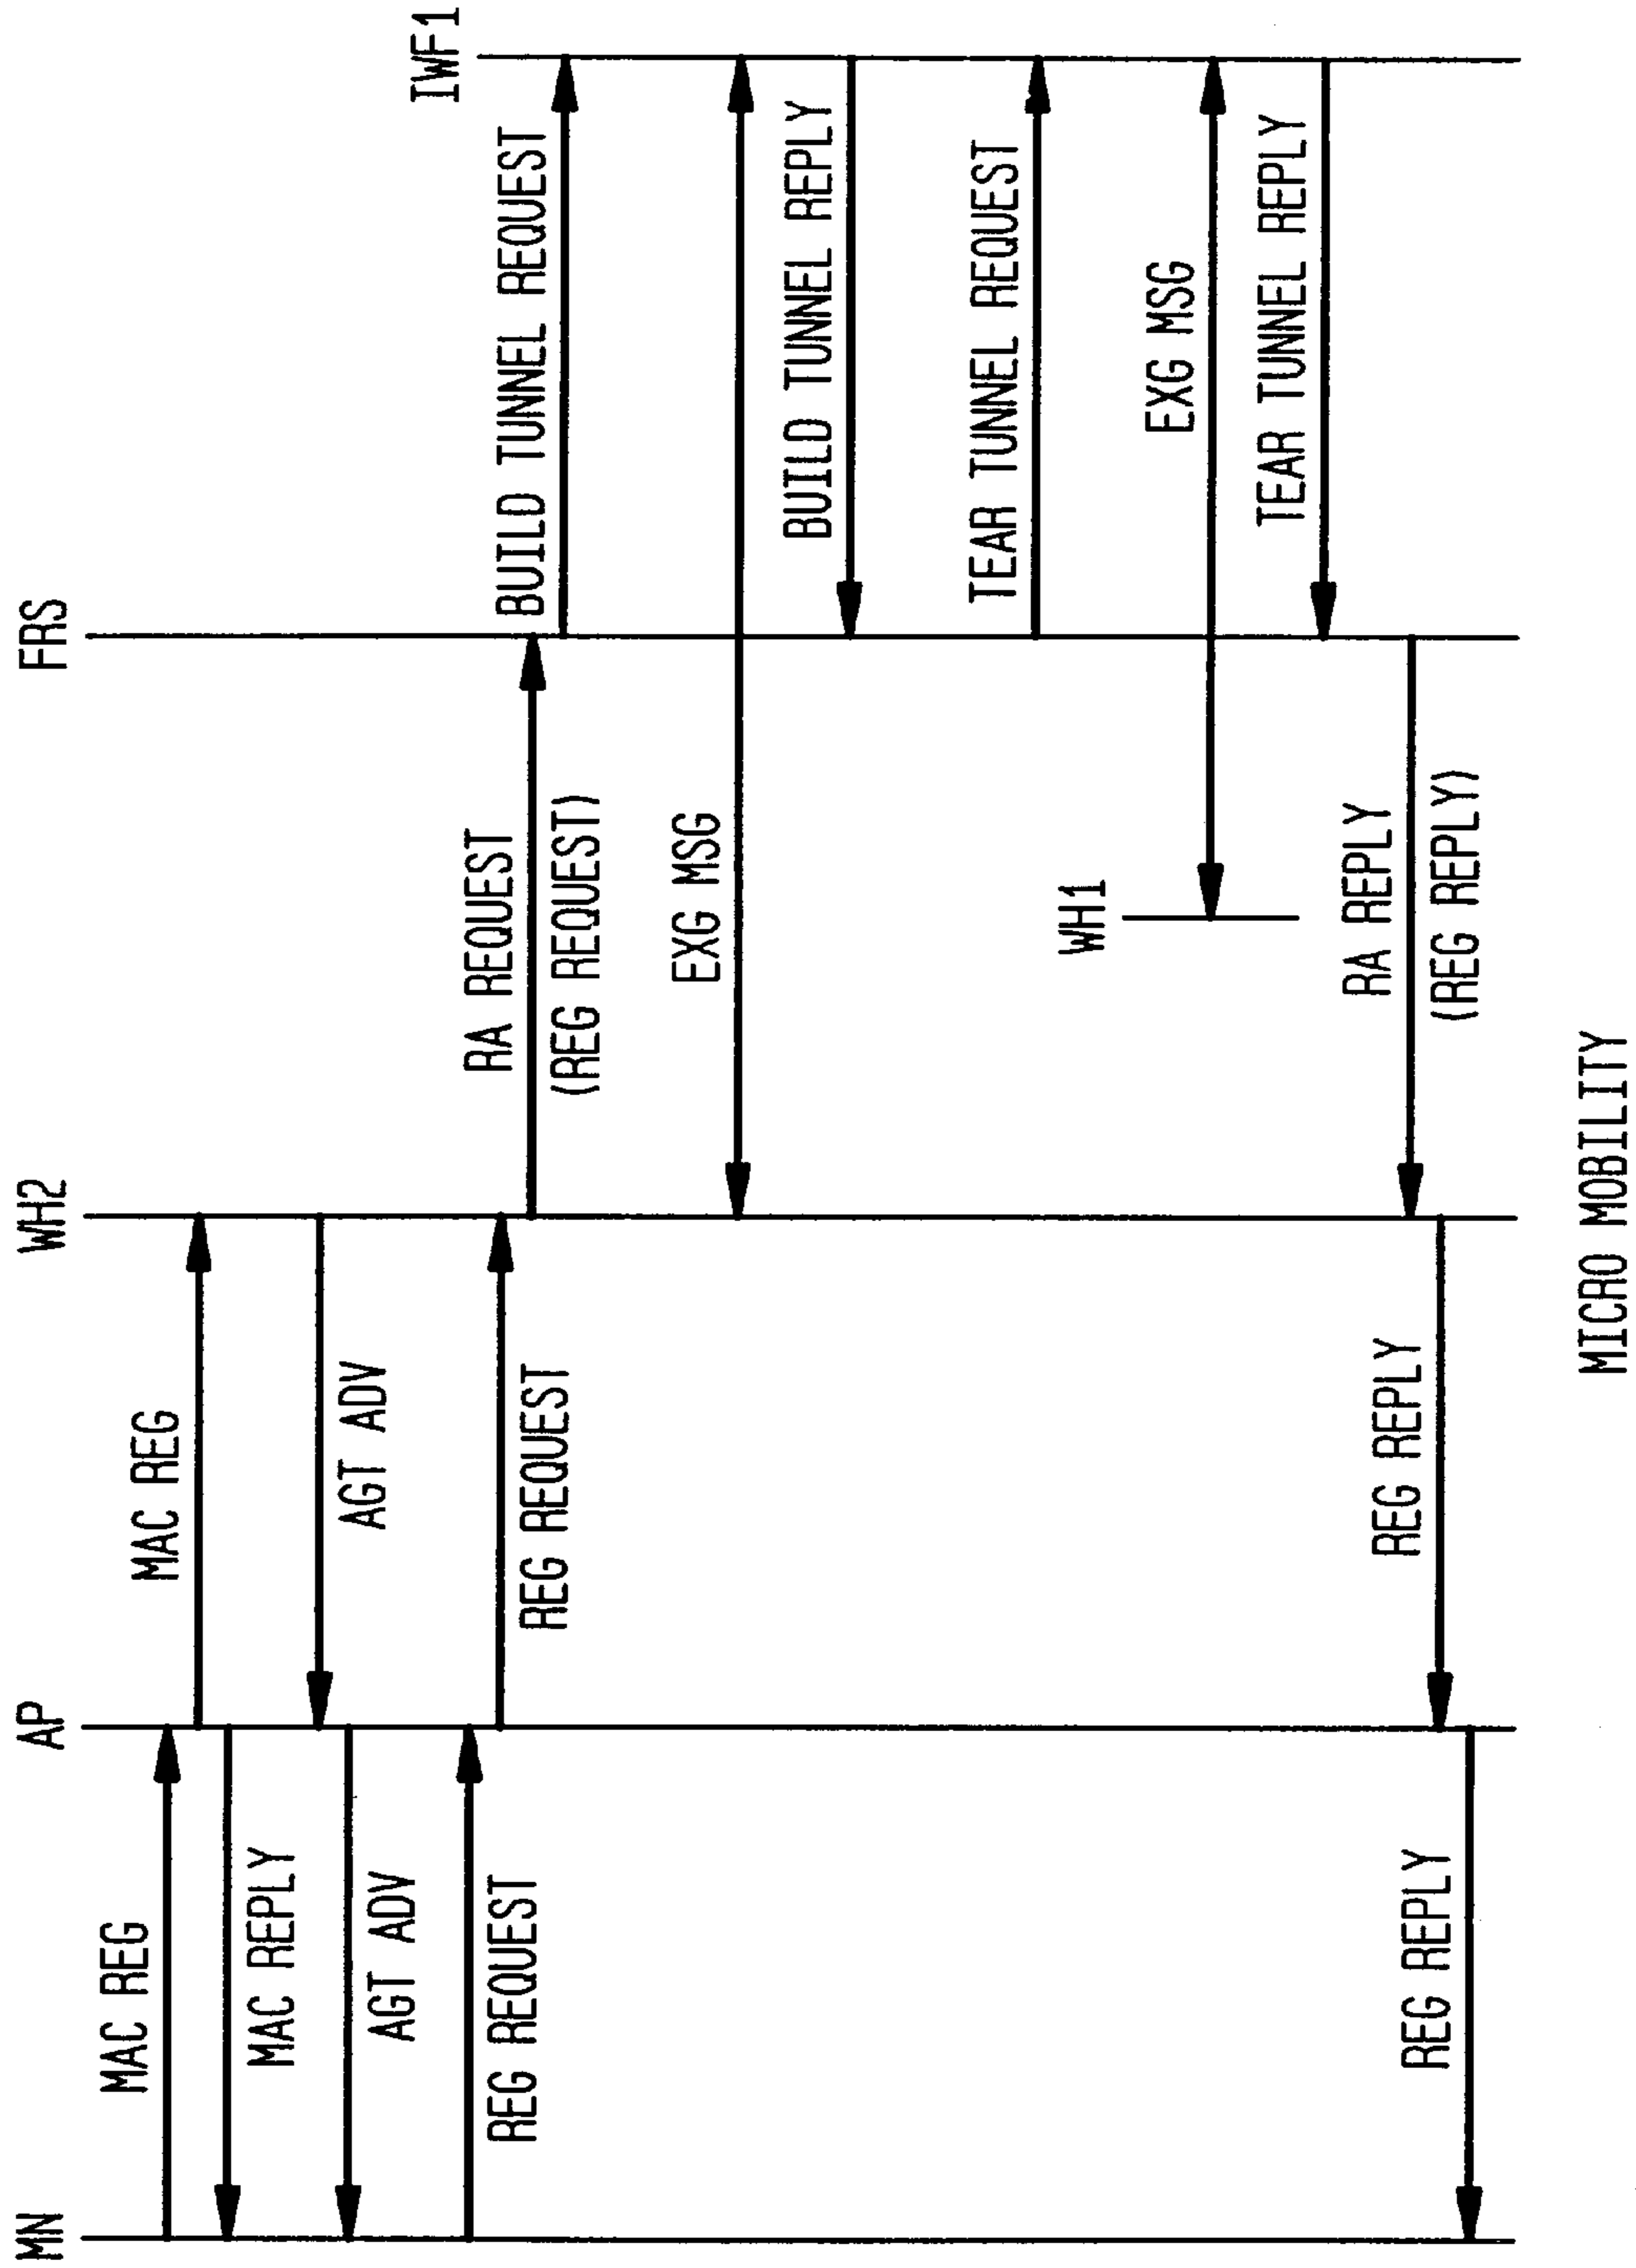 MN
AP
WH2
FRS
IWF1
MAC REG
MAC REG
MAC REPLY
AGT ADV
AGT ADV
REG REQUEST
REG REQUEST
RA REQUEST
(REG REQUEST)
BUILD TUNNEL REQUEST
EXG MSG
BUILD TUNNEL REPLY
TEAR TUNNEL REQUEST
WH1
EXG MSG
TEAR TUNNEL REPLY
RA REPLY
(REG REPLY)
REG REPLY
REG REPLY
MICRO MOBILITY